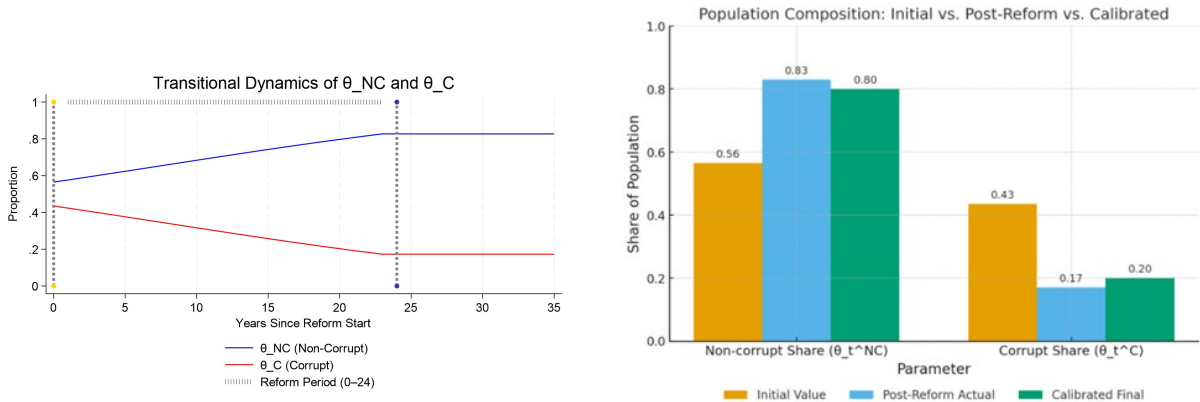 Transitional Dynamics of θ_NC and θ_C
Proportion
1
.8
.6
.4
.2
0
0 5 10 15 20 25 30 35
Years Since Reform Start
θ_NC (Non-Corrupt)
θ_C (Corrupt)
Reform Period (0–24)
Population Composition: Initial vs. Post-Reform vs. Calibrated
Share of Population
1.0
0.8
0.6
0.4
0.2
0.0
0.56
0.83
0.80
0.43
0.17
0.20
Non-corrupt Share (θ_t^NC) Corrupt Share (θ_t^C)
Parameter
Initial Value Post-Reform Actual Calibrated Final